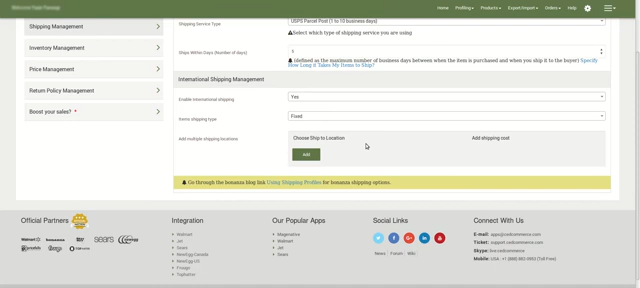 Home Profiling Products Export/Import Orders Help
Shipping Management
Shipping Service Type
USPS Parcel Post (1 to 10 business days)
Select which type of shipping service you are using
Inventory Management
Ships Within Days (Number of days)
(defined as the maximum number of business days between when the item is purchased and when you ship it to the buyer) Specify
How Long it Takes My Items to Ship?
Price Management
International Shipping Management
Return Policy Management
Enable international shipping
Yes
Boost your sales? *
Items shipping type
Fixed
Add multiple shipping locations
Choose Ship to Location
Add shipping cost
Add
Go through the bonanza blog link Using Shipping Profiles for bonanza shipping options.
Official Partners
Integration
Our Popular Apps
Social Links
Connect With Us
Walmart
Jet
Sears
NewEgg Canada
NewEgg US
Fruugo
Tophatter
Magenative
Walmart
Jet
Sears
News Forum Wiki
E-mail: apps@cedcommerce.com
Ticket: support.cedcommerce.com
Skype: live:cedcommerce
Mobile: USA : +1 (888) 882-0953 (Toll Free)
sears